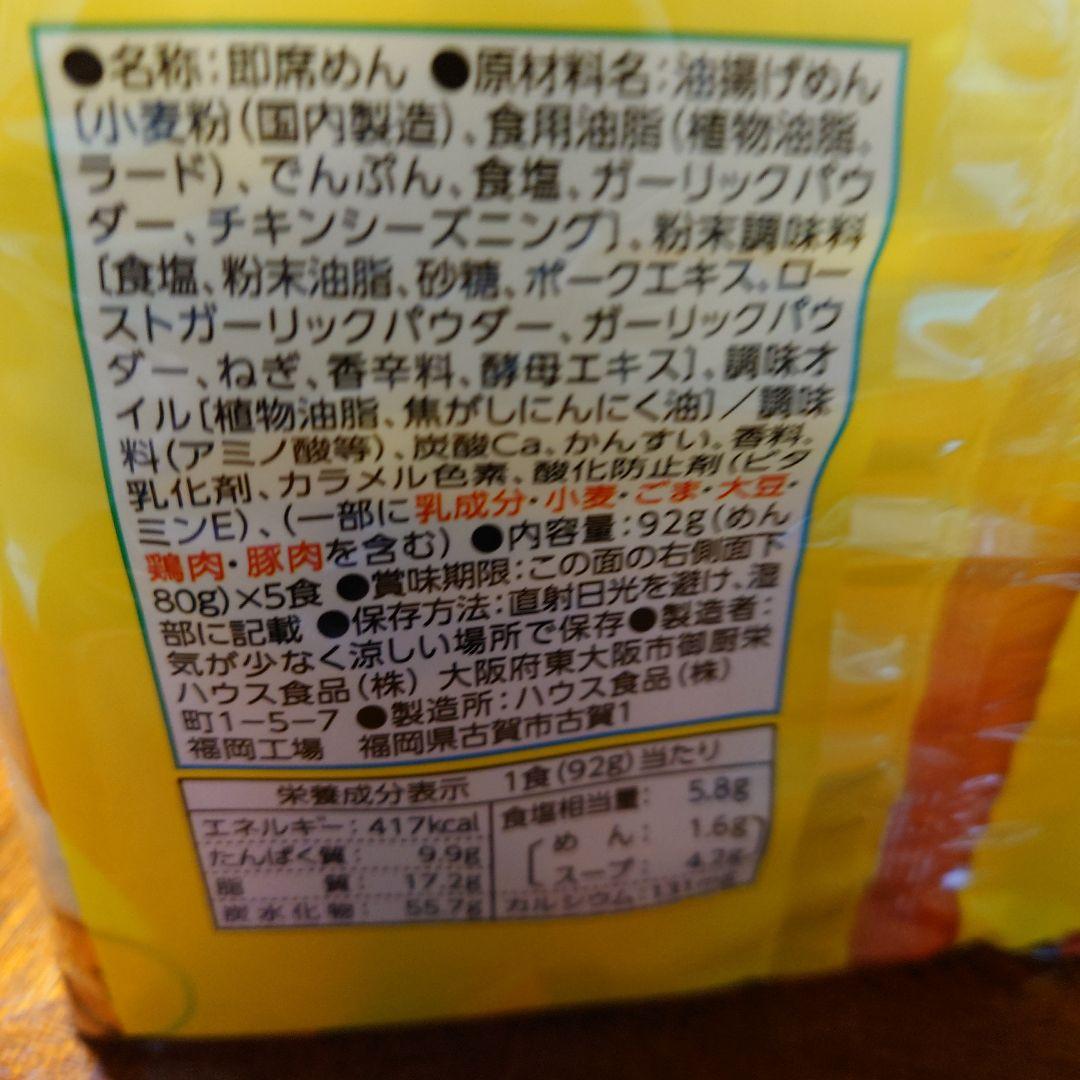 ●名称:即席めん ●原材料名:油揚げめん
〔小麦粉(国内製造)、食用油脂(植物油脂、
ラード)、でんぷん、食塩、ガーリックパウ
ダー、チキンシーズニング〕、粉末調味料
〔食塩、粉末油脂、砂糖、ポークエキス、ロー
ストガーリックパウダー、ガーリックパウ
ダー、ねぎ、香辛料、酵母エキス〕、調味オ
イル〔植物油脂、焦がしにんにく油〕/調味
料(アミノ酸等)、炭酸Ca、かんすい、香料、
乳化剤、カラメル色素、酸化防止剤(ビタ
ミンE)、(一部に乳成分・小麦・ごま・大豆・
鶏肉・豚肉を含む) ●内容量:92g(めん
80g)×5食 ●賞味期限:この面の右側面下
部に記載 ●保存方法:直射日光を避け、湿
気が少なく涼しい場所で保存●製造者:
ハウス食品(株) 大阪府東大阪市御厨栄
町1-5-7 ●製造所:ハウス食品(株)
福岡工場 福岡県古賀市古賀1
栄養成分表示 1食(92g)当たり
エネルギー:417kcal
たんぱく質: 9.9g
脂質: 17.2g
炭水化物: 55.7g
食塩相当量: 5.8g
めん: 1.6g
スープ: 4.2g
カルシウム: